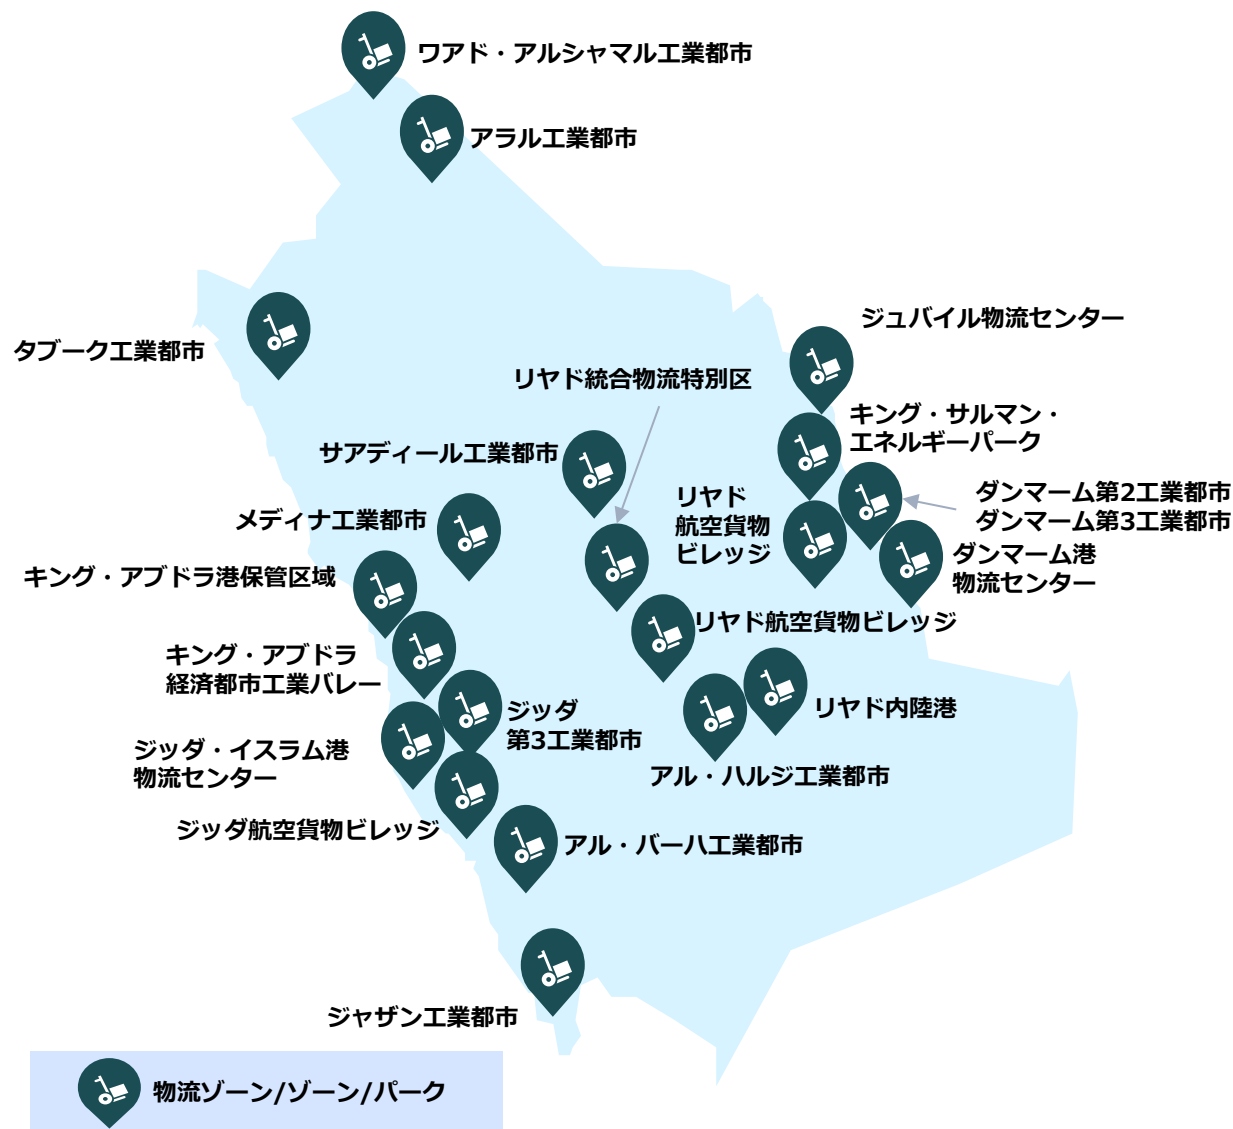 ワアド・アルシャマル工業都市
アラル工業都市
ジュバイル物流センター
タブーク工業都市
リヤド統合物流特別区
キング・サルマン・
エネルギーパーク
サアディール工業都市
リヤド
航空貨物
ビレッジ
ダンマーム第2工業都市
ダンマーム第3工業都市
メディナ工業都市
ダンマーム港
物流センター
キング・アブドラ港保管区域
リヤド航空貨物ビレッジ
キング・アブドラ
経済都市工業バレー
ジッダ
第3工業都市
リヤド内陸港
ジッダ・イスラム港
物流センター
アル・ハルジ工業都市
ジッダ航空貨物ビレッジ
アル・バーハ工業都市
ジャザン工業都市
物流ゾーン/ゾーン/パーク